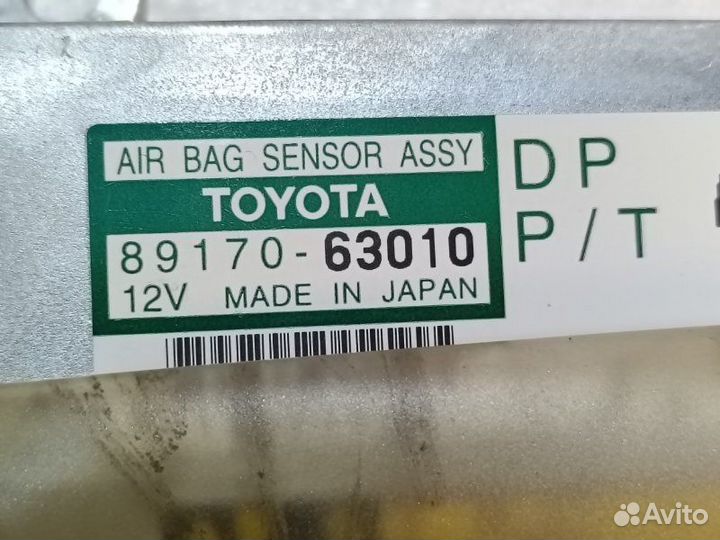 AIR BAG SENSOR ASSY
TOYOTA
89170-63010
12V MADE IN JAPAN
DP
P/T
Avito